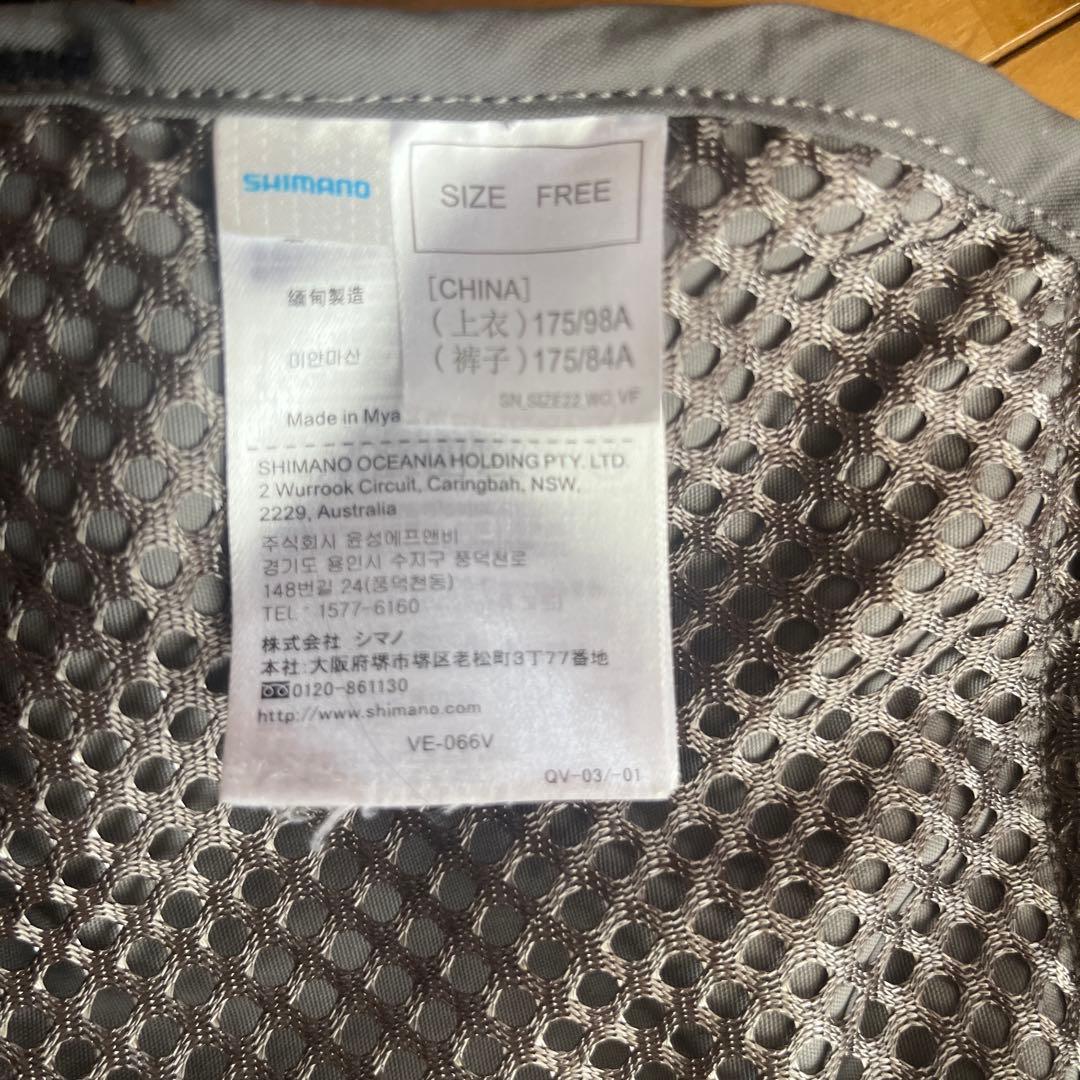 SHIMANO
SIZE FREE
[CHINA]
(上衣)175/98A
(裤子)175/84A
SN_SIZE22_WO_VF
緬甸製造
미얀마산
Made in Mya
SHIMANO OCEANIA HOLDING PTY. LTD.
2 Wurrook Circuit, Caringbah, NSW,
2229, Australia
주식회사 윤성에프앤비
경기도 용인시 수지구 풍덕천로
148번길 24(풍덕천동)
TEL : 1577-6160
株式会社 シマノ
本社:大阪府堺市堺区老松町3丁77番地
0120-861130
http://www.shimano.com
VE-066V
QV-03/-01